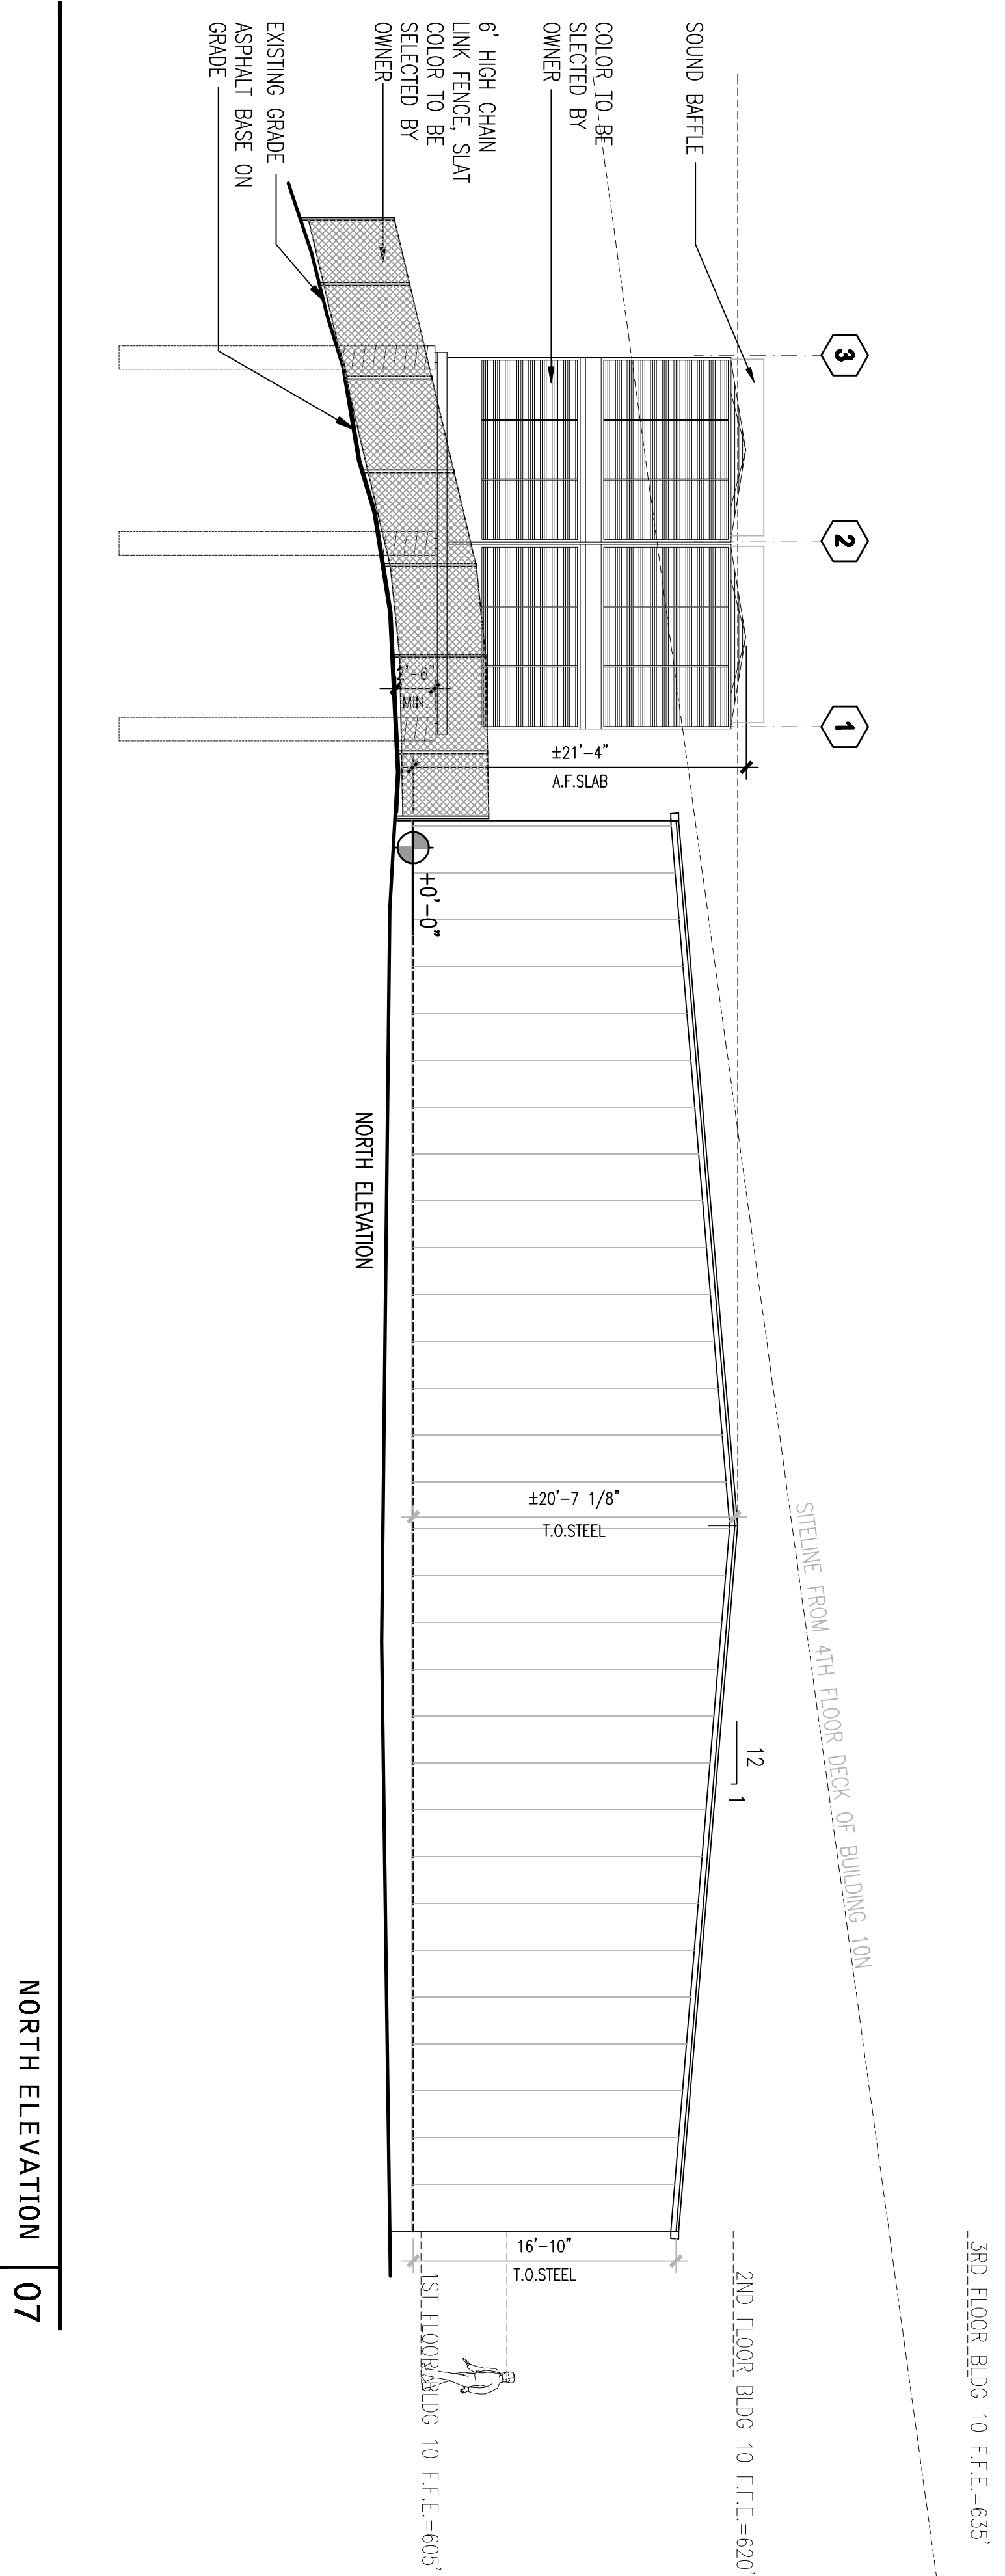 3RD FLOOR BLDG 10 F.F.E.=635'
SITELINE FROM 4TH FLOOR DECK OF BUILDING 10N
3
2
1
SOUND BAFFLE
COLOR TO BE
SLECTED BY
OWNER
6' HIGH CHAIN
LINK FENCE, SLAT
COLOR TO BE
SELECTED BY
OWNER
EXISTING GRADE
ASPHALT BASE ON
GRADE
2'-6"
MIN.
±21'-4"
A.F.SLAB
+0'-0"
±20'-7 1/8"
T.O.STEEL
12
1
16'-10"
T.O.STEEL
2ND FLOOR BLDG 10 F.F.E.=620'
1ST FLOOR BLDG 10 F.F.E.=605'
NORTH ELEVATION
NORTH ELEVATION
07